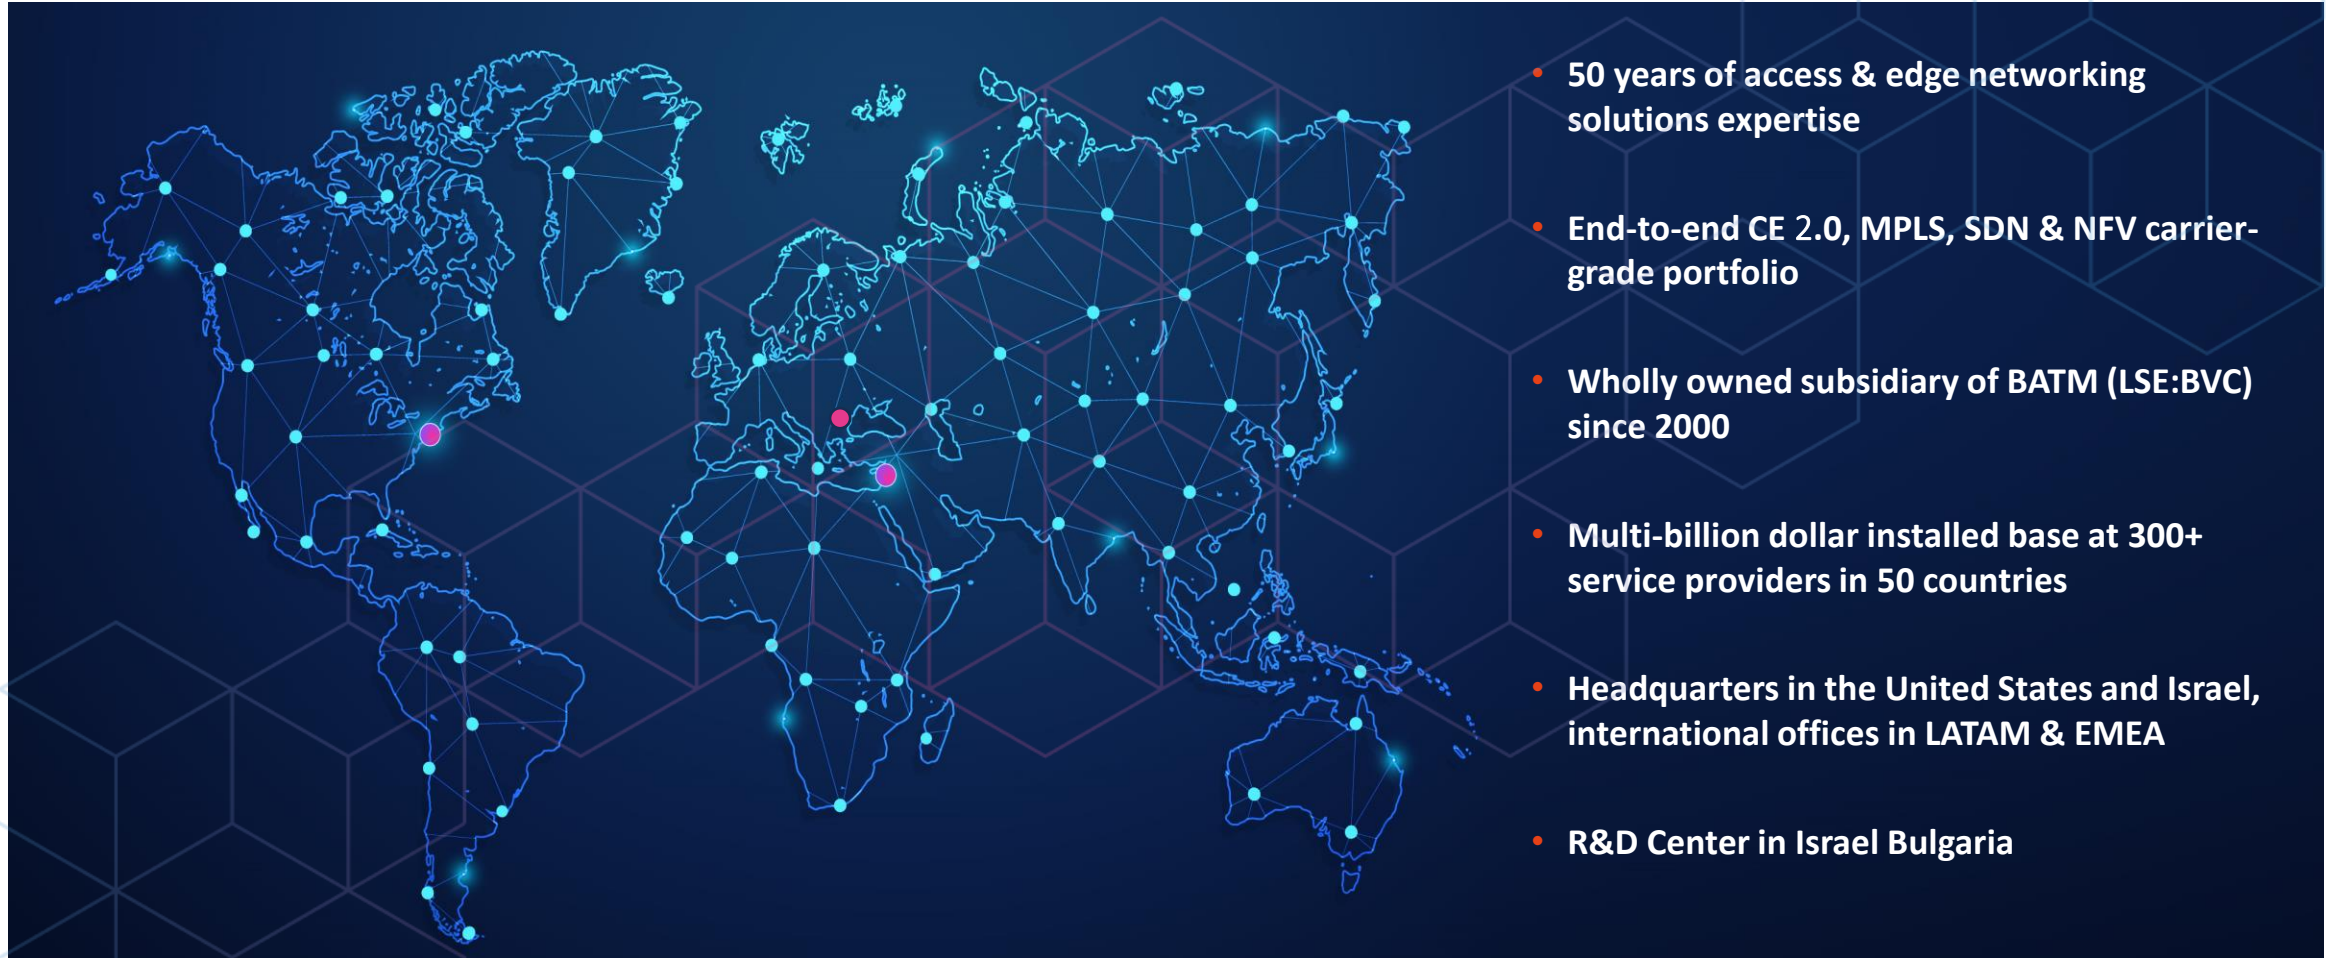 • 50 years of access & edge networking
solutions expertise
• End-to-end CE 2.0, MPLS, SDN & NFV carrier-
grade portfolio
• Wholly owned subsidiary of BATM (LSE:BVC)
since 2000
• Multi-billion dollar installed base at 300+
service providers in 50 countries
• Headquarters in the United States and Israel,
international offices in LATAM & EMEA
• R&D Center in Israel Bulgaria